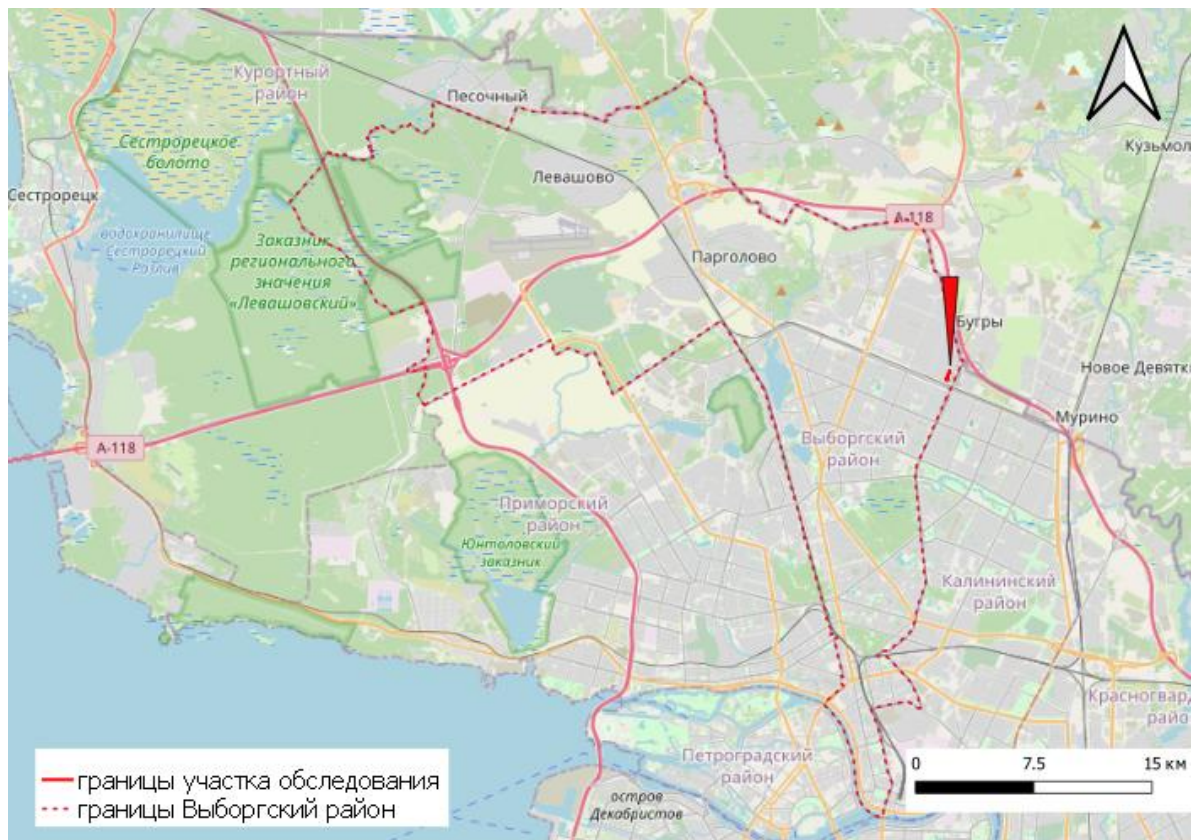 Курортный
район
Песочный
Кузьмол
Сестрорецкое
болото
Левашово
Сестрорецк
А-118
водохранилище
Сестрорецкий
Разлив
Заказник
регионального
значения
«Левашовский»
Парголово
Бугры
Новое Девятки
Мурино
А-118
Выборгский
район
Приморский
район
Юнтоловский
заказник
Калининский
район
Красногвард
райо
Петроградский
район
остров
Декабристов
границы участка обследования
границы Выборгский район
0 7.5 15 км